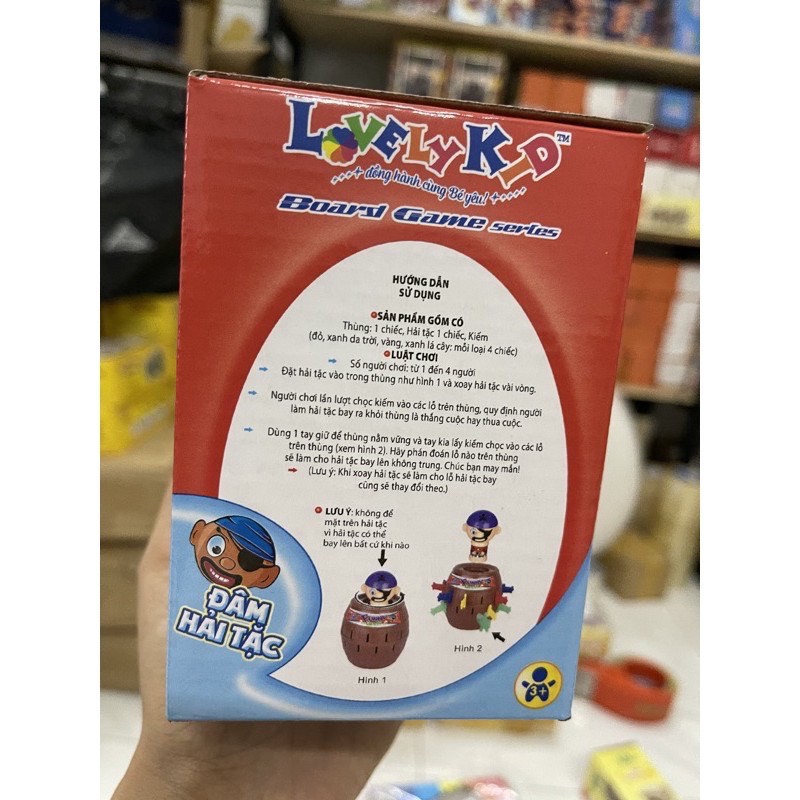 LOVELY KID™
đồng hành cùng Bé yêu!
Board Game series
HƯỚNG DẪN
SỬ DỤNG
SẢN PHẨM GỒM CÓ
Thùng: 1 chiếc, Hải tặc 1 chiếc, Kiếm
(đỏ, xanh da trời, vàng, xanh lá cây: mỗi loại 4 chiếc)
LUẬT CHƠI
Số người chơi: từ 1 đến 4 người
Đặt hải tặc vào trong thùng như hình 1 và xoay hải tặc vài vòng.
Người chơi lần lượt chọc kiếm vào các lỗ trên thùng, quy định người
làm hải tặc bay ra khỏi thùng là thắng cuộc hay thua cuộc.
Dùng 1 tay giữ để thùng nằm vững và tay kia lấy kiếm chọc vào các lỗ
trên thùng (xem hình 2). Hãy phán đoán lỗ nào trên thùng
sẽ làm cho hải tặc bay lên không trung. Chúc bạn may mắn!
(Lưu ý: Khi xoay hải tặc sẽ làm cho lỗ hải tặc bay
cũng sẽ thay đổi theo.)
LƯU Ý: không để
mặt trên hải tặc
vì hải tặc có thể
bay lên bất cứ khi nào
ĐÂM
HẢI TẶC
Hình 1
Hình 2
3+